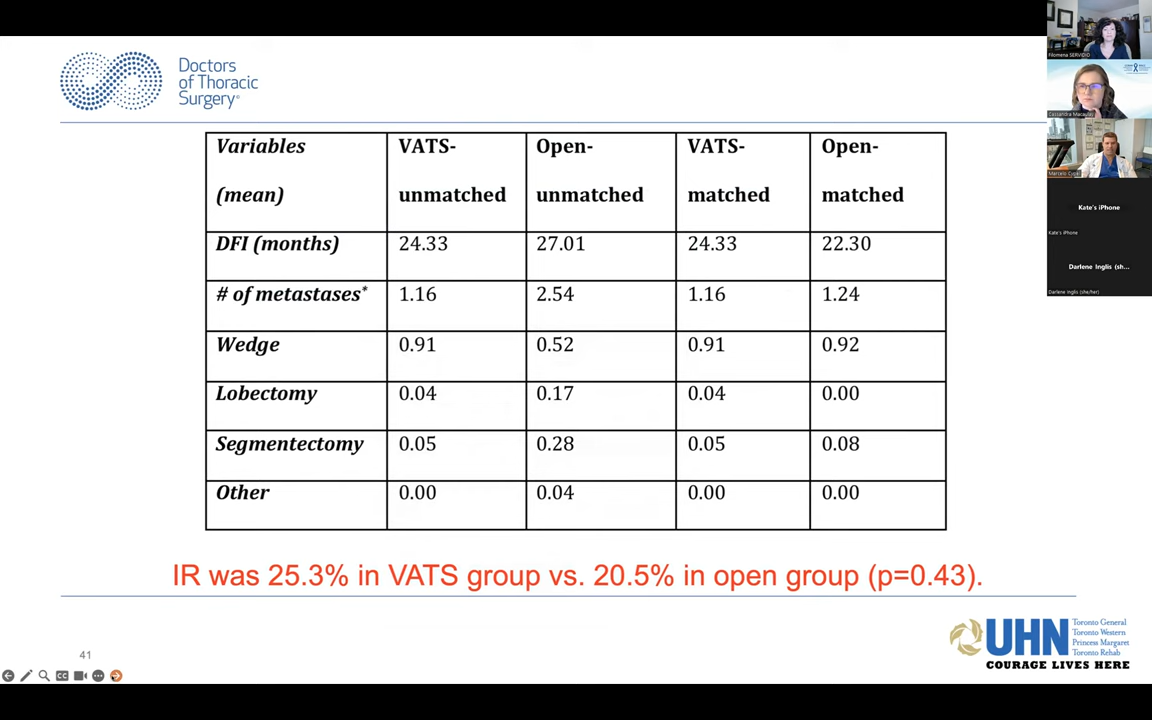 Doctors
of Thoracic
Surgery
Variables
(mean)
VATS-
unmatched
Open-
unmatched
VATS-
matched
Open-
matched
DFI (months) 24.33 27.01 24.33 22.30
# of metastases* 1.16 2.54 1.16 1.24
Wedge 0.91 0.52 0.91 0.92
Lobectomy 0.04 0.17 0.04 0.00
Segmentectomy 0.05 0.28 0.05 0.08
Other 0.00 0.04 0.00 0.00
IR was 25.3% in VATS group vs. 20.5% in open group (p=0.43).
41
UHN
Toronto General
Toronto Western
Princess Margaret
Toronto Rehab
COURAGE LIVES HERE
CC
Filomena SERVIDIO
Cassandra
Marcelo
Kate's iPhone
Kate's iPhone
Darlene Inglis (sh...
Darlene Inglis (she/her)